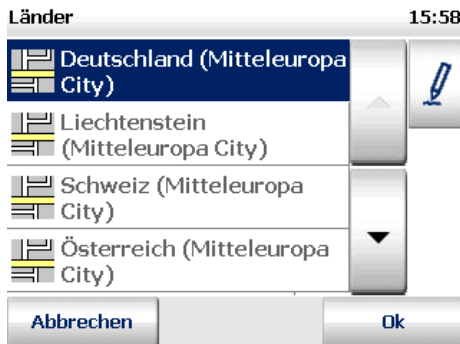 Länder 15:58
Deutschland (Mitteleuropa
City)
Liechtenstein
(Mitteleuropa City)
Schweiz (Mitteleuropa
City)
Österreich (Mitteleuropa
City)
Abbrechen Ok